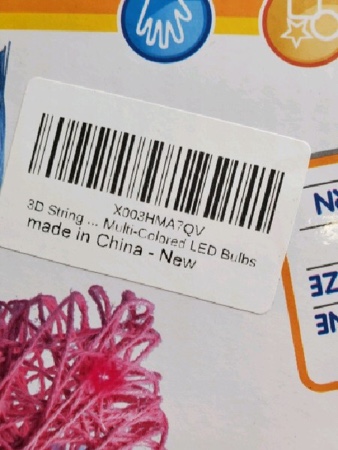 X003HMA7QV
3D String ... Multi-Colored LED Bulbs
made in China - New